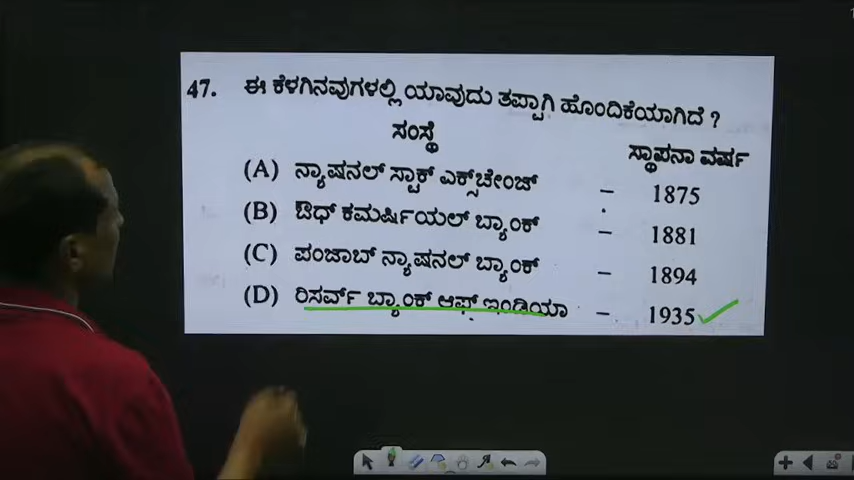 47. ಈ ಕೆಳಗಿನವುಗಳಲ್ಲಿ ಯಾವುದು ತಪ್ಪಾಗಿ ಹೊಂದಿಕೆಯಾಗಿದೆ ?
ಸಂಸ್ಥೆ ಸ್ಥಾಪನಾ ವರ್ಷ
(A) ನ್ಯಾಷನಲ್ ಸ್ಟಾಕ್ ಎಕ್ಸ್‌ಚೇಂಜ್ – 1875
(B) ಔಧ್ ಕಮರ್ಷಿಯಲ್ ಬ್ಯಾಂಕ್ – 1881
(C) ಪಂಜಾಬ್ ನ್ಯಾಷನಲ್ ಬ್ಯಾಂಕ್ – 1894
(D) ರಿಸರ್ವ್ ಬ್ಯಾಂಕ್ ಆಫ್ ಇಂಡಿಯಾ – 1935